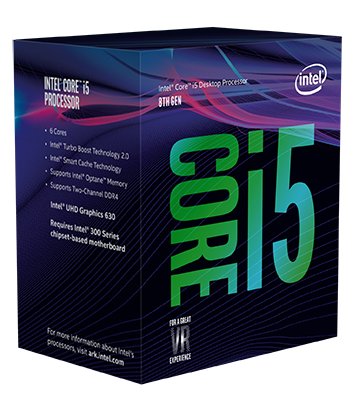 INTEL® CORE™ i5
PROCESSOR
• 6 Cores
• Intel® Turbo Boost Technology 2.0
• Intel® Smart Cache Technology
• Supports Intel® Optane™ Memory
• Supports Two-Channel DDR4
Intel® UHD Graphics 630
Requires Intel® 300 Series
chipset-based motherboard
For more information about Intel's
processors, visit ark.intel.com
Intel® Core™ i5 Desktop Processor
8TH GEN
intel®
CORE i5
FOR A GREAT
VR
EXPERIENCE